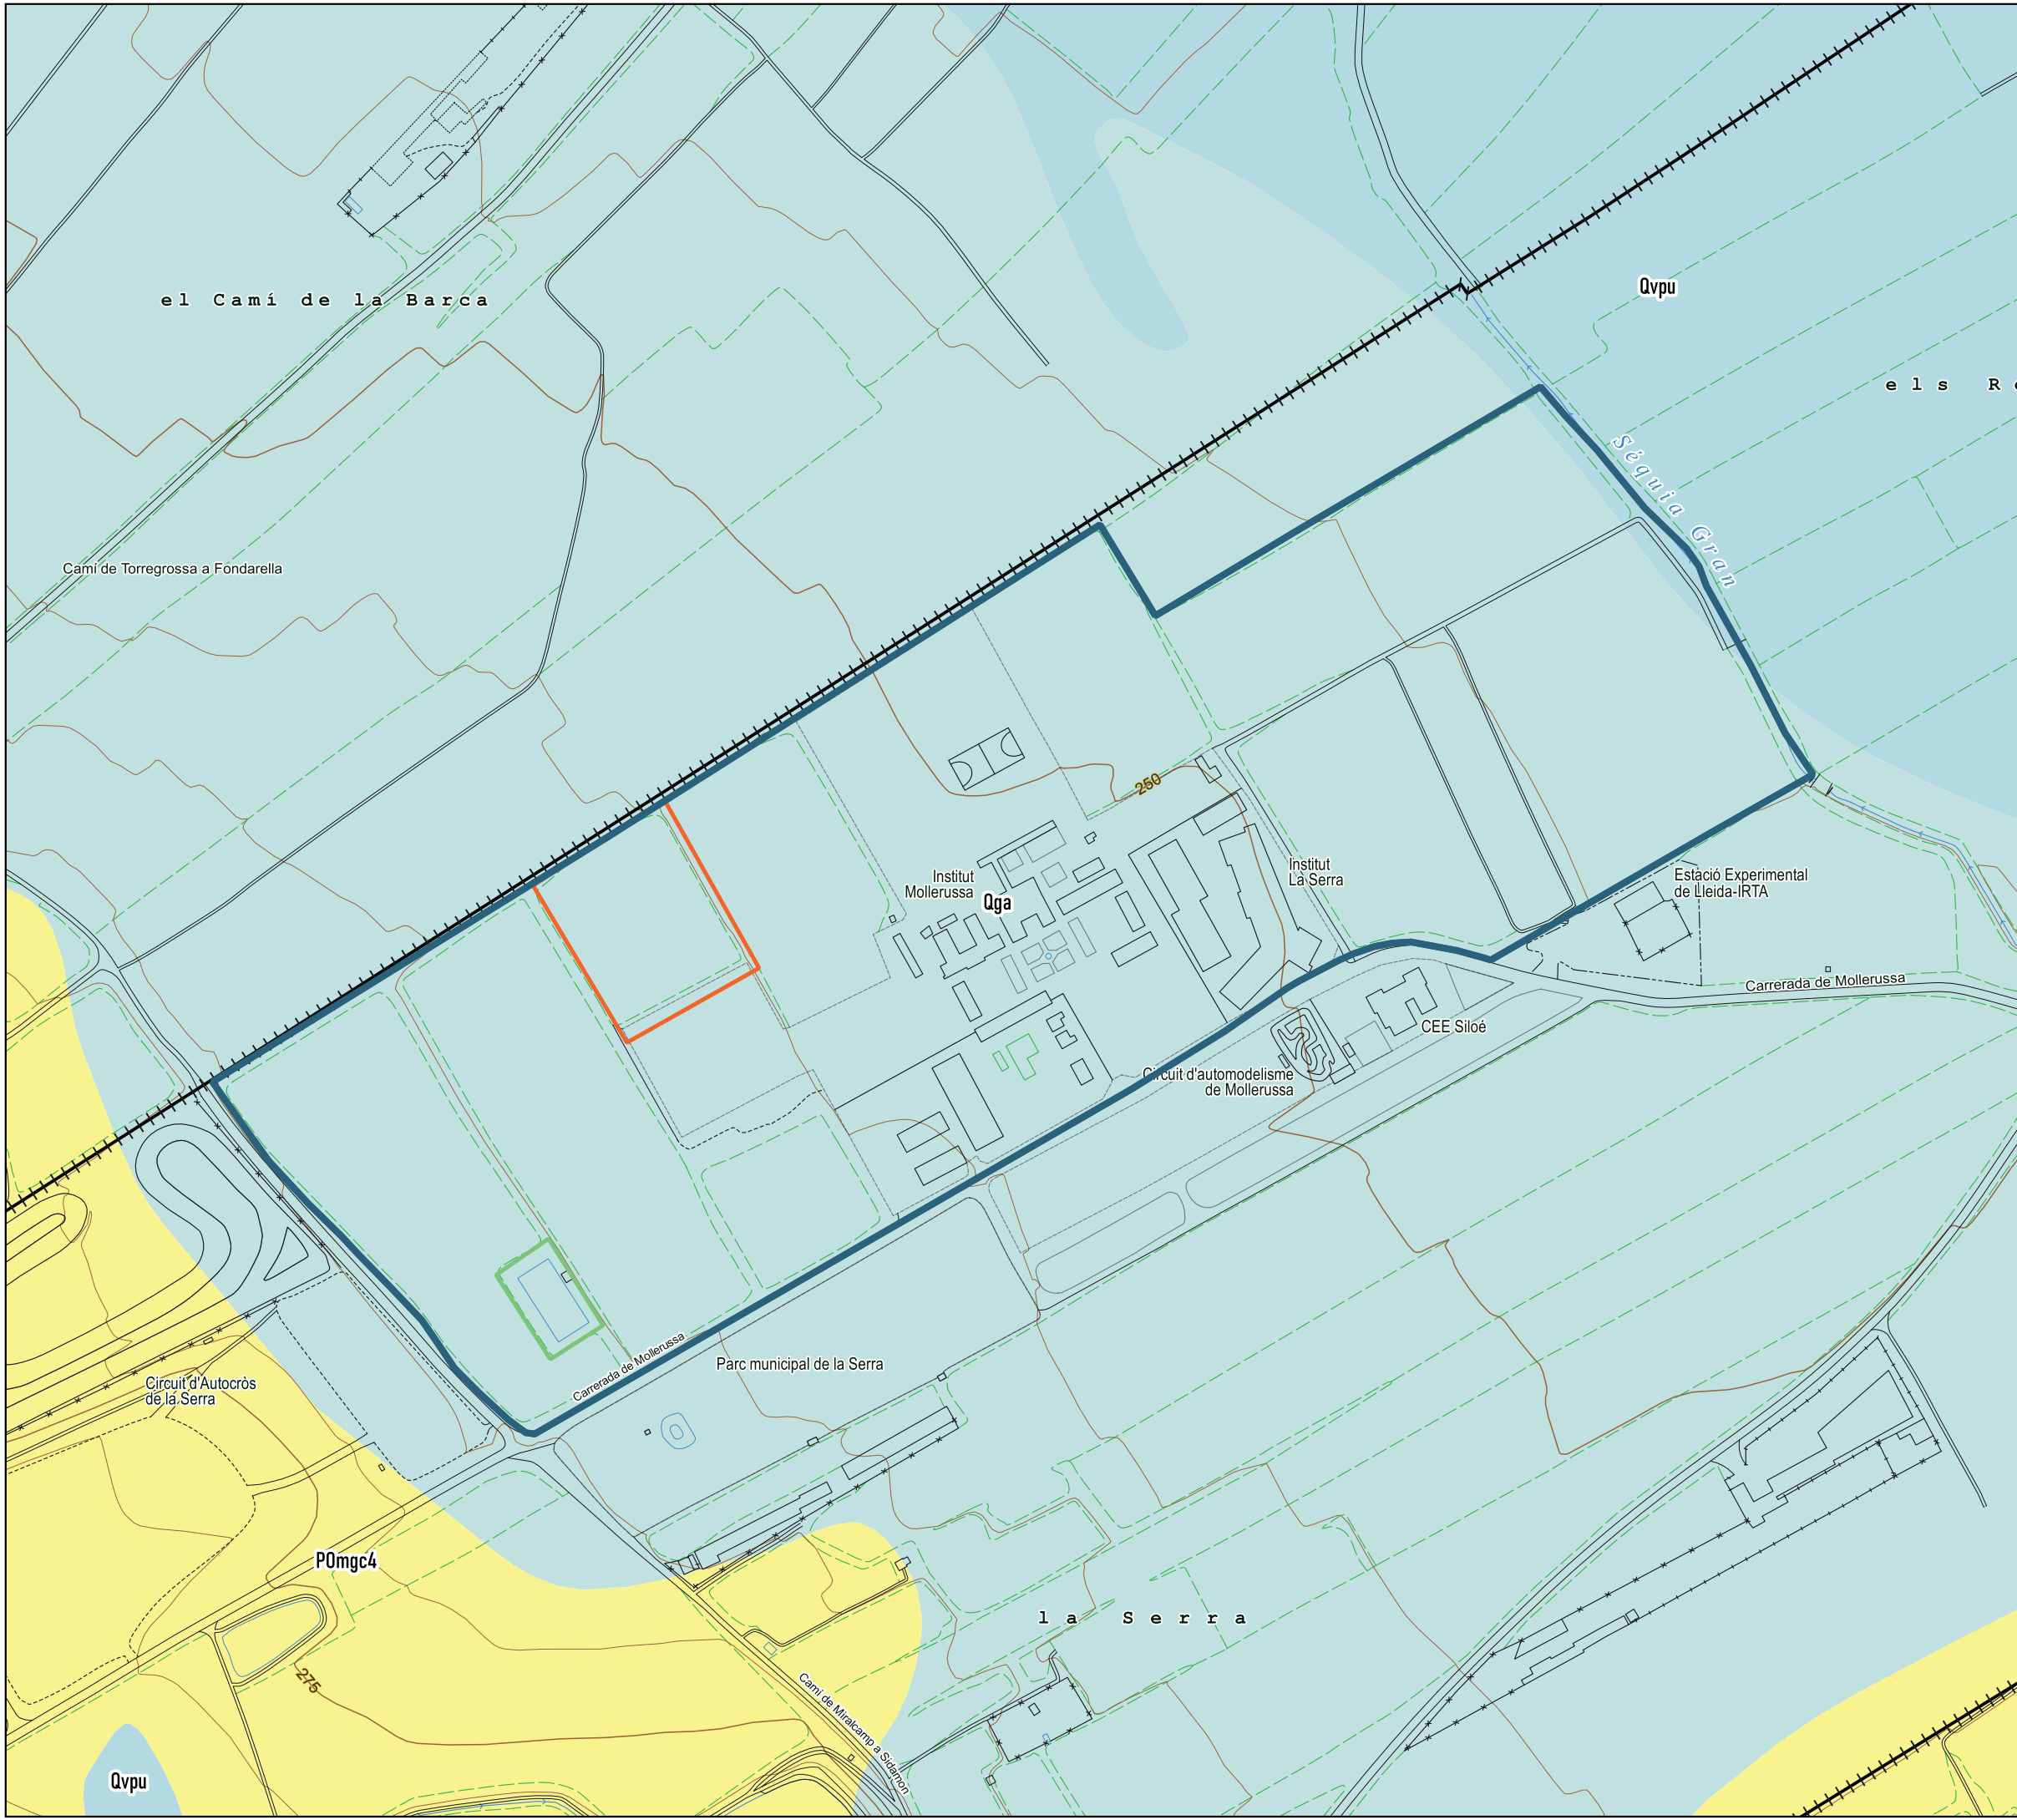 Qvpu
el Camí de la Barca
els R
Séquia Gran
Camí de Torregrossa a Fondarella
250
Institut
Mollerussa
Institut
La Serra
Qga
Estació Experimental
de Lleida-IRTA
Carrerada de Mollerussa
CEE Siloé
Circuit d'automodelisme
de Mollerussa
Carrerada de Mollerussa
Parc municipal de la Serra
Circuit d'Autocròs
de la Serra
POmgc4
la Serra
275
Camí de Miralcamp a Sidamon
Qvpu